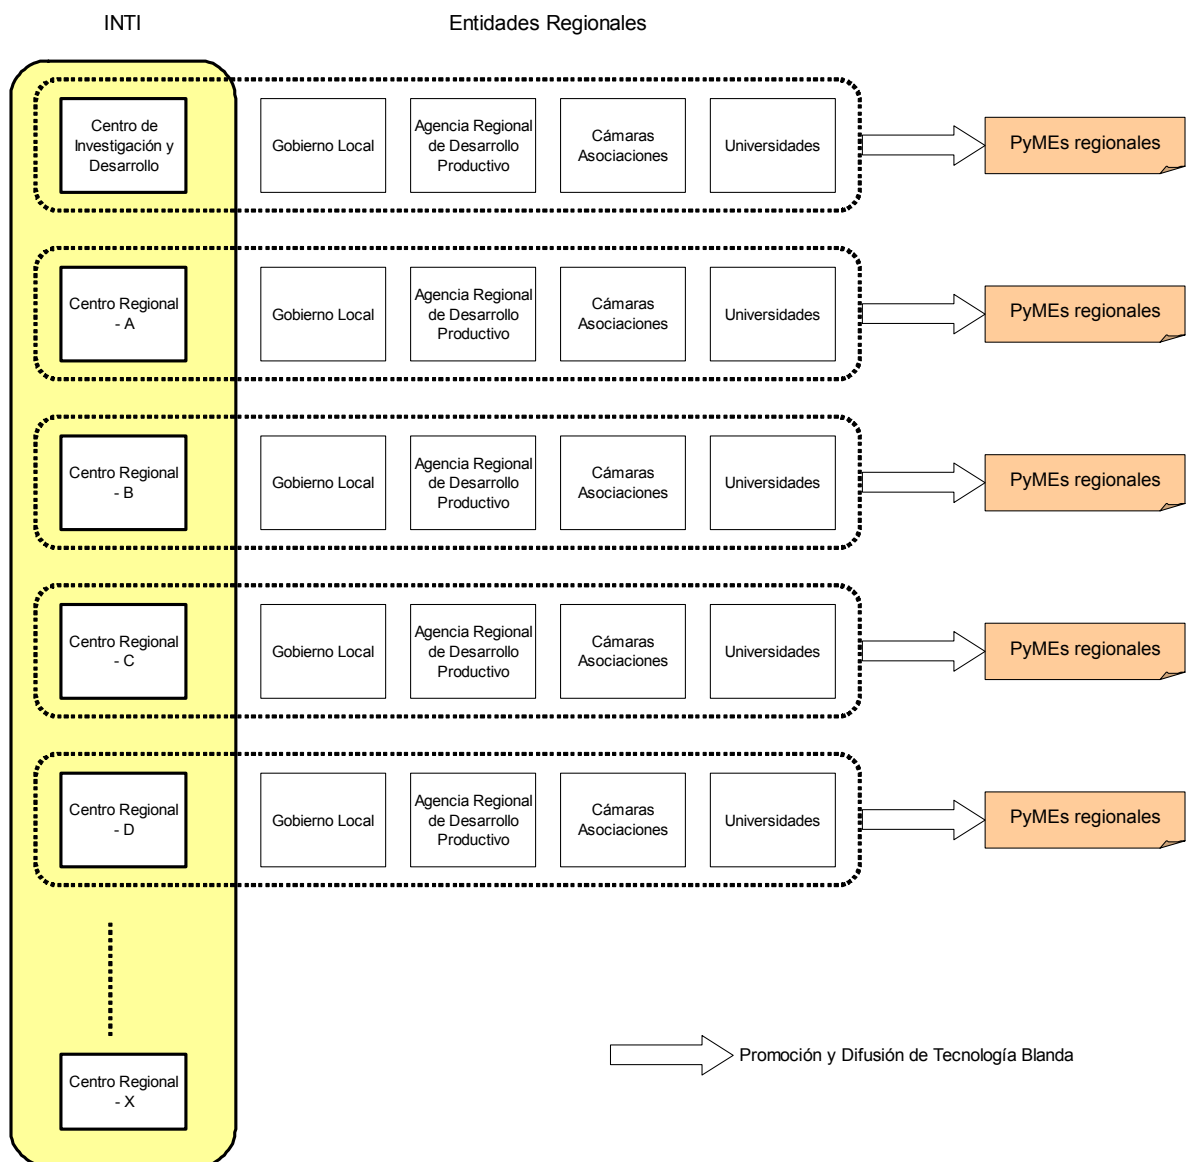 INTI
Entidades Regionales
Centro de
Investigación y
Desarrollo
Gobierno Local
Agencia Regional
de Desarrollo
Productivo
Cámaras
Asociaciones
Universidades
PyMEs regionales
Centro Regional
- A
Gobierno Local
Agencia Regional
de Desarrollo
Productivo
Cámaras
Asociaciones
Universidades
PyMEs regionales
Centro Regional
- B
Gobierno Local
Agencia Regional
de Desarrollo
Productivo
Cámaras
Asociaciones
Universidades
PyMEs regionales
Centro Regional
- C
Gobierno Local
Agencia Regional
de Desarrollo
Productivo
Cámaras
Asociaciones
Universidades
PyMEs regionales
Centro Regional
- D
Gobierno Local
Agencia Regional
de Desarrollo
Productivo
Cámaras
Asociaciones
Universidades
PyMEs regionales
Promoción y Difusión de Tecnología Blanda
Centro Regional
- X